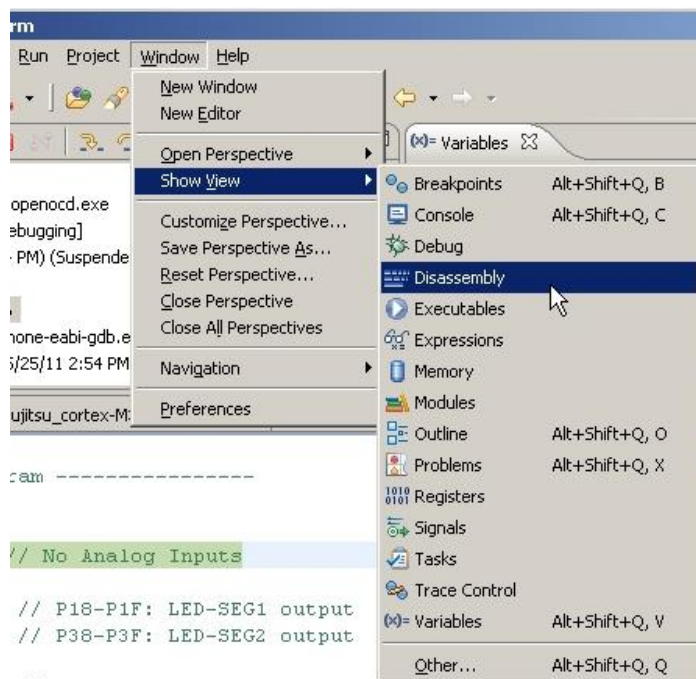 rm
Run Project Window Help
New Window
New Editor
Open Perspective
Show View
Customize Perspective...
Save Perspective As...
Reset Perspective...
Close Perspective
Close All Perspectives
Navigation
Preferences
(x)= Variables
Breakpoints Alt+Shift+Q, B
Console Alt+Shift+Q, C
Debug
Disassembly
Executables
Expressions
Memory
Modules
Outline Alt+Shift+Q, O
Problems Alt+Shift+Q, X
1010 0101 Registers
Signals
Tasks
Trace Control
(x)= Variables Alt+Shift+Q, V
Other... Alt+Shift+Q, Q
openocd.exe
ebugging]
PM) (Suspende
none-eabi-gdb.e
5/25/11 2:54 PM
ujitsu_cortex-M
ram ----------------
// No Analog Inputs
// P18-P1F: LED-SEG1 output
// P38-P3F: LED-SEG2 output